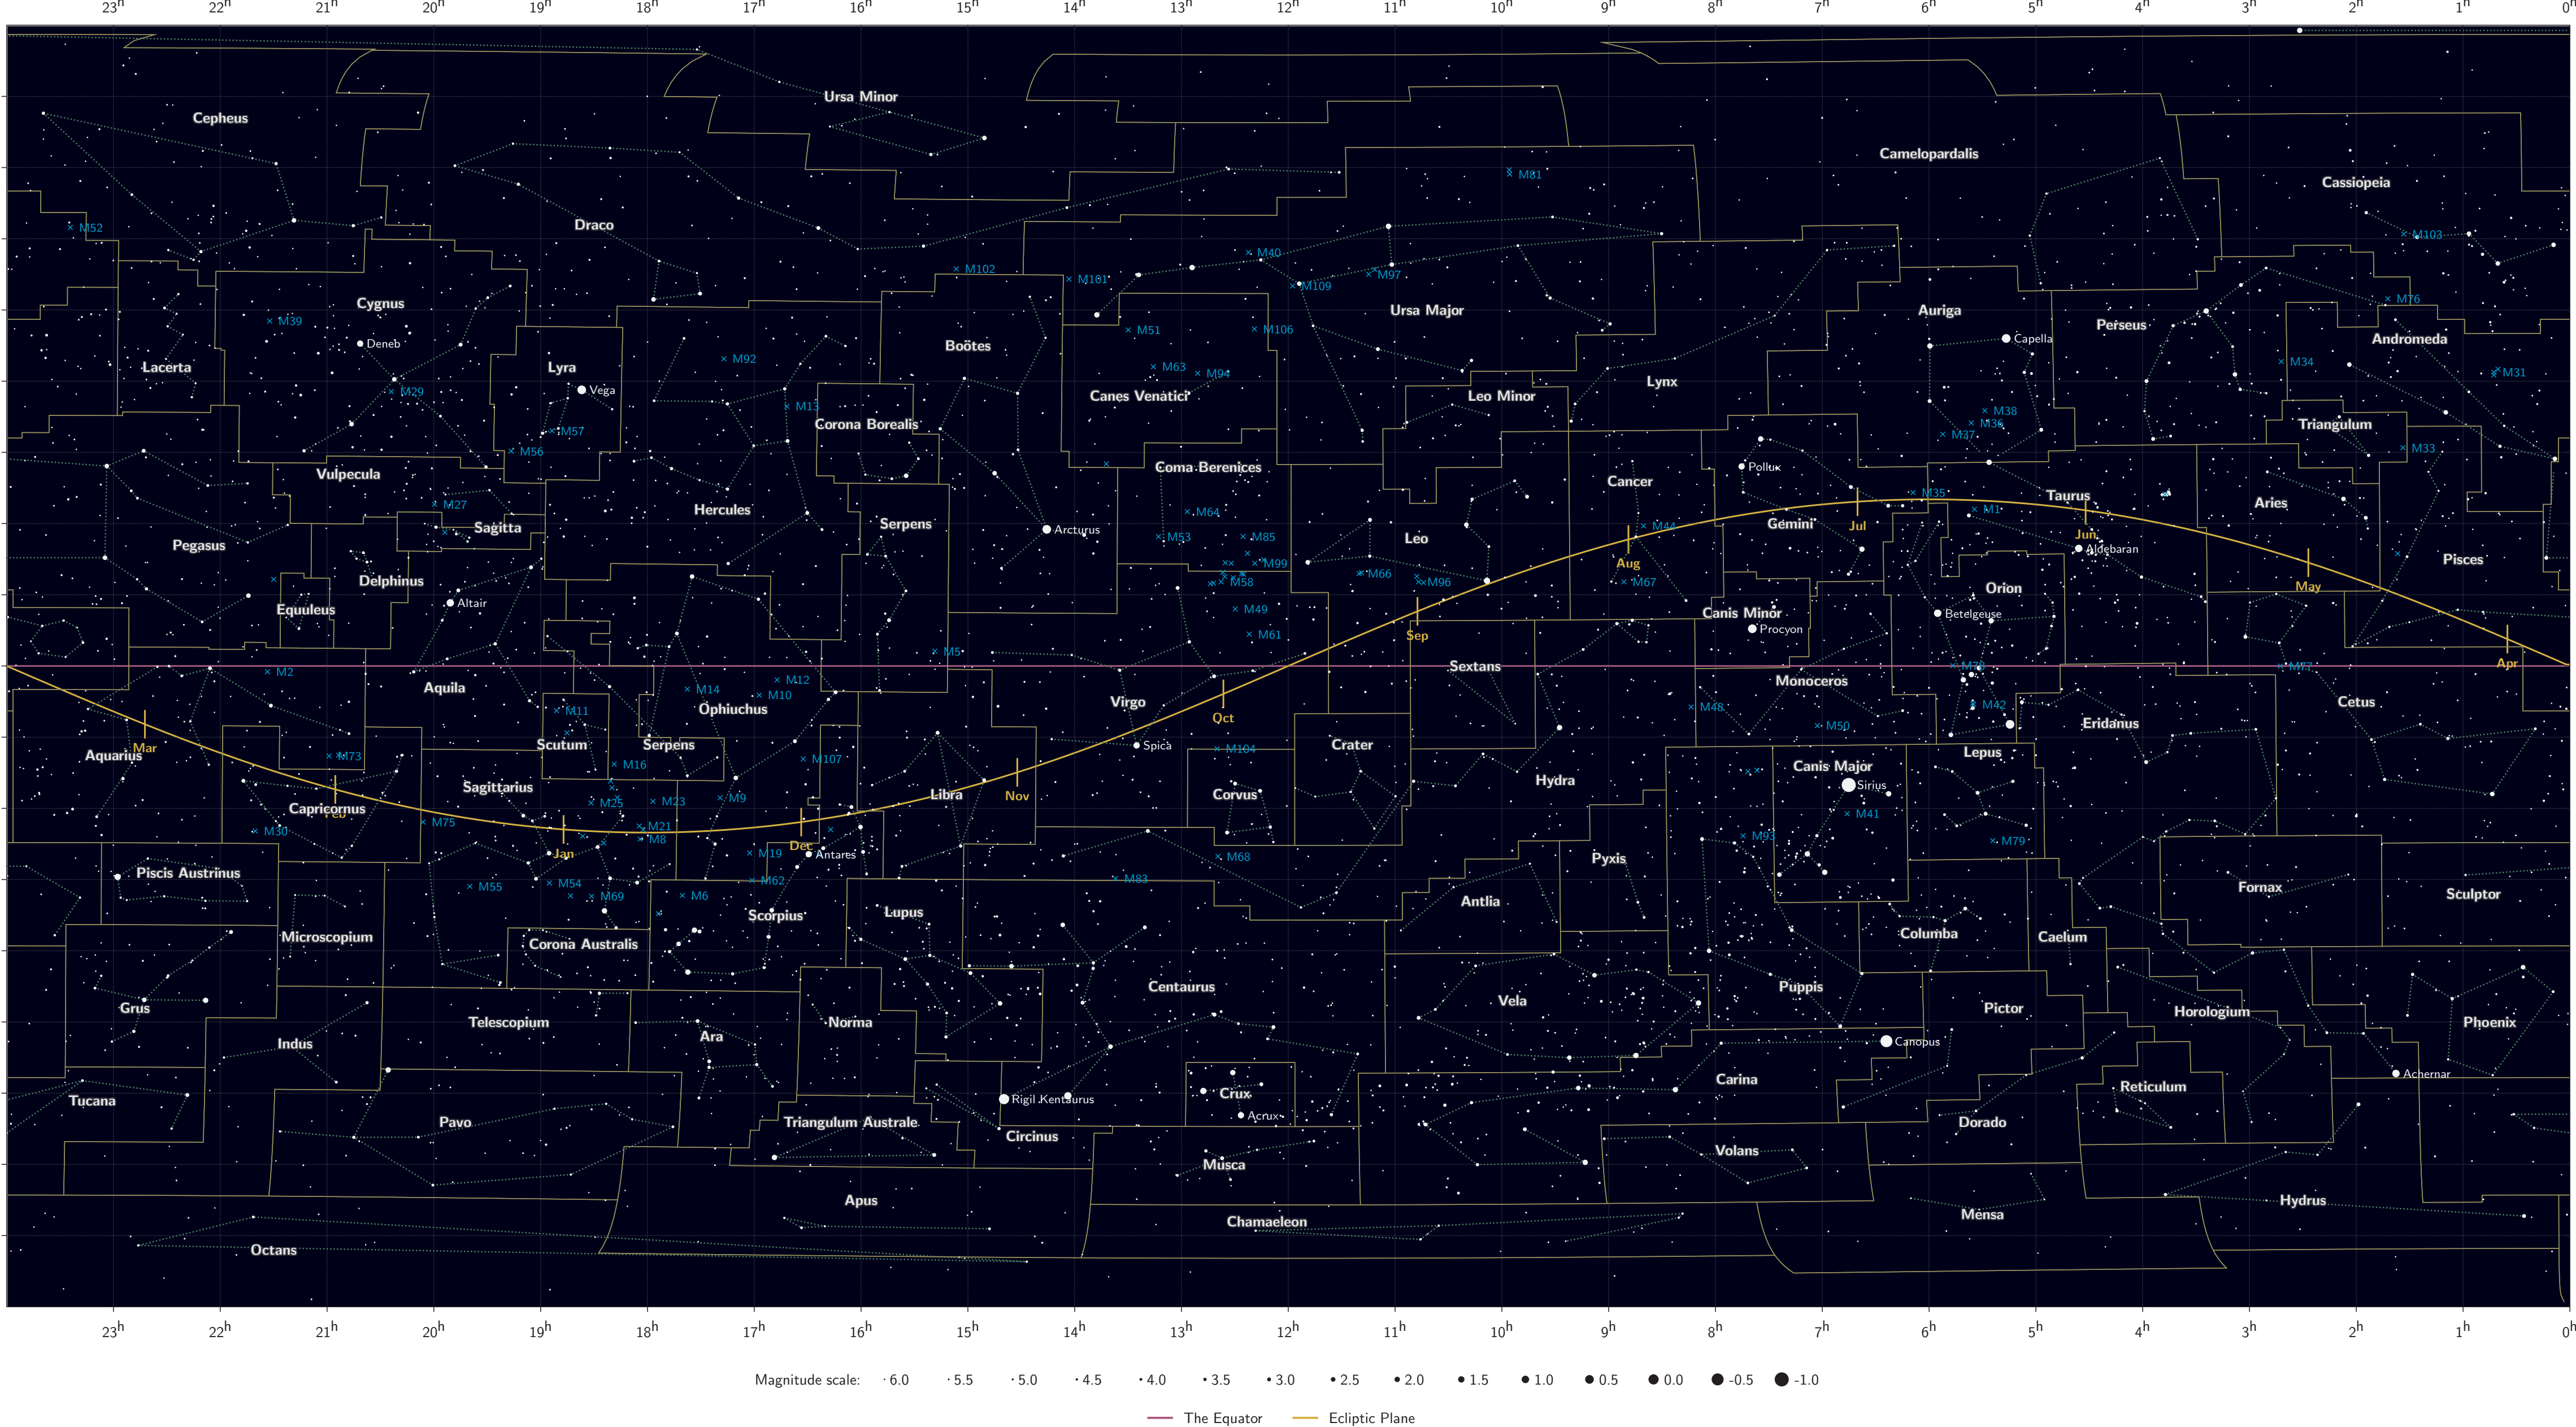 23h 22h 21h 20h 19h 18h 17h 16h 15h 14h 13h 12h 11h 10h 9h 8h 7h 6h 5h 4h 3h 2h 1h 0h
Ursa Minor
Cepheus
Camelopardalis
M81
Cassiopeia
M52
Draco
M103
M40
M102
M101
M97
M109
M76
Cygnus
Ursa Major
Auriga
M39
Perseus
M51
M106
Deneb
Boötes
Capella
Andromeda
M92
M34
Lacerta
Lyra
M63
M94
M31
Lynx
M29
Vega
Canes Venatici
Leo Minor
M13
M38
Corona Borealis
M36
Triangulum
M57
M37
M56
M33
Vulpecula
Coma Berenices
Pollux
Cancer
M35
Taurus
M27
Hercules
M64
Aries
M1
Sagitta
Serpens
Arcturus
M44
Gemini
Jul
Jun
Pegasus
M53
M85
Leo
Aldebaran
Pisces
Aug
M99
M66
Delphinus
M58
M96
M67
Orion
May
Altair
Equuleus
M49
Canis Minor
Betelgeuse
Procyon
M61
Sep
M5
Apr
M2
Sextans
M78
M77
M12
Monoceros
Aquila
M14
M10
Virgo
Cetus
M11
Ophiuchus
M48
M42
Oct
M50
Eridanus
Mar
Scutum
Serpens
Spica
M104
Crater
Aquarius
M73
M107
Lepus
M16
Canis Major
Hydra
Sagittarius
Sirius
Libra
Nov
Corvus
M9
M25
M23
Capricornus
Feb
M41
M75
M21
M30
M93
M8
M79
Dec
Jan
M19
Antares
M68
Pyxis
Piscis Austrinus
M62
M83
M54
M55
Fornax
M69
M6
Sculptor
Antlia
Scorpius
Lupus
Microscopium
Corona Australis
Columba
Caelum
Centaurus
Puppis
Vela
Grus
Pictor
Horologium
Telescopium
Norma
Phoenix
Ara
Indus
Canopus
Achernar
Carina
Reticulum
Tucana
Rigil Kentaurus
Crux
Acrux
Pavo
Triangulum Australe
Dorado
Circinus
Volans
Musca
Apus
Hydrus
Mensa
Chamaeleon
Octans
23h 22h 21h 20h 19h 18h 17h 16h 15h 14h 13h 12h 11h 10h 9h 8h 7h 6h 5h 4h 3h 2h 1h 0h
Magnitude scale: 6.0 5.5 5.0 4.5 4.0 3.5 3.0 2.5 2.0 1.5 1.0 0.5 0.0 -0.5 -1.0
The Equator Ecliptic Plane